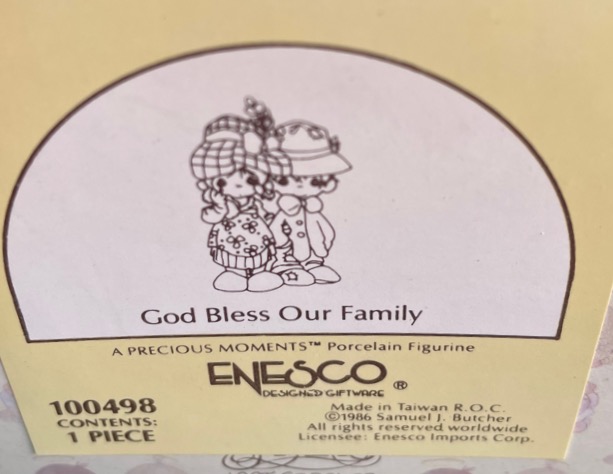 God Bless Our Family
A PRECIOUS MOMENTS™ Porcelain Figurine
ENESCO®
DESIGNED GIFTWARE
100498
CONTENTS:
1 PIECE
Made in Taiwan R.O.C.
©1986 Samuel J. Butcher
All rights reserved worldwide
Licensee: Enesco Imports Corp.